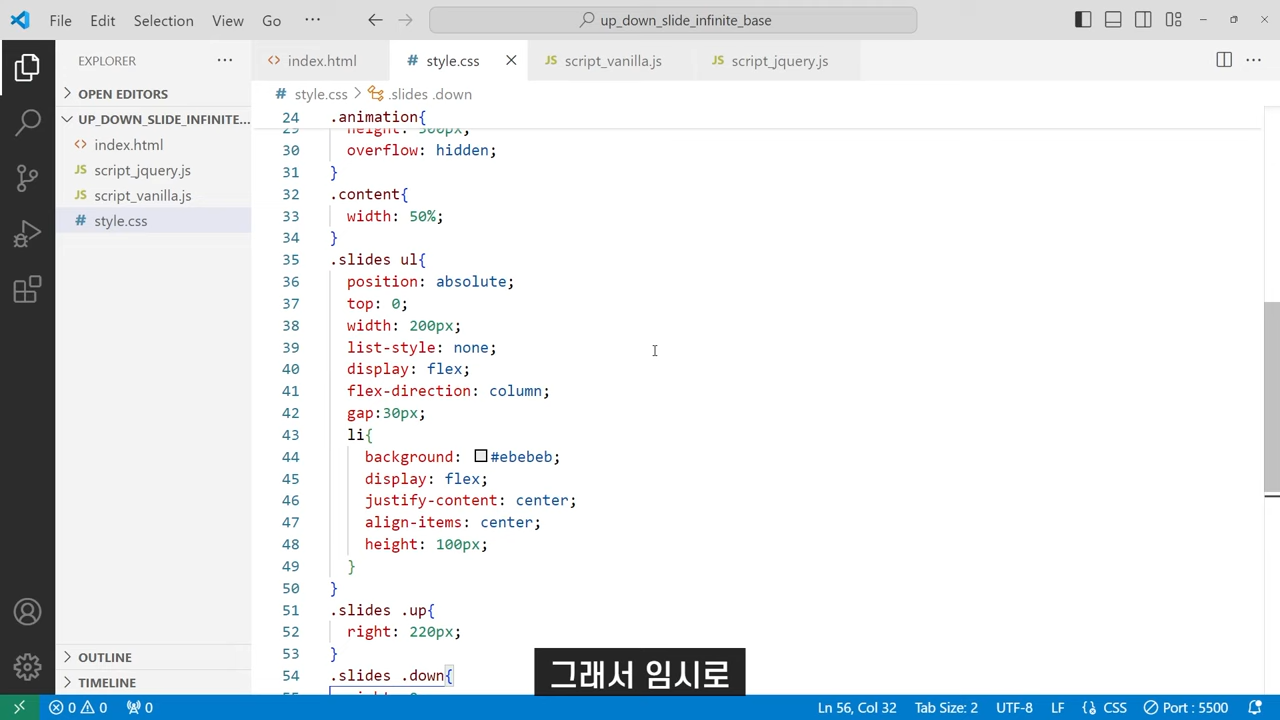 File Edit Selection View Go ··· up_down_slide_infinite_base
EXPLORER ···
index.html style.css script_vanilla.js script_jquery.js ···
OPEN EDITORS
style.css > .slides .down
UP_DOWN_SLIDE_INFINITE...
index.html
script_jquery.js
script_vanilla.js
style.css
24 .animation{
29 height: 500px;
30 overflow: hidden;
31 }
32 .content{
33 width: 50%;
34 }
35 .slides ul{
36 position: absolute;
37 top: 0;
38 width: 200px;
39 list-style: none;
40 display: flex;
41 flex-direction: column;
42 gap:30px;
43 li{
44 background: #ebebeb;
45 display: flex;
46 justify-content: center;
47 align-items: center;
48 height: 100px;
49 }
50 }
51 .slides .up{
52 right: 220px;
53 }
54 .slides .down{
OUTLINE
TIMELINE
그래서 임시로
0 0 0 Ln 56, Col 32 Tab Size: 2 UTF-8 LF {} CSS Port : 5500